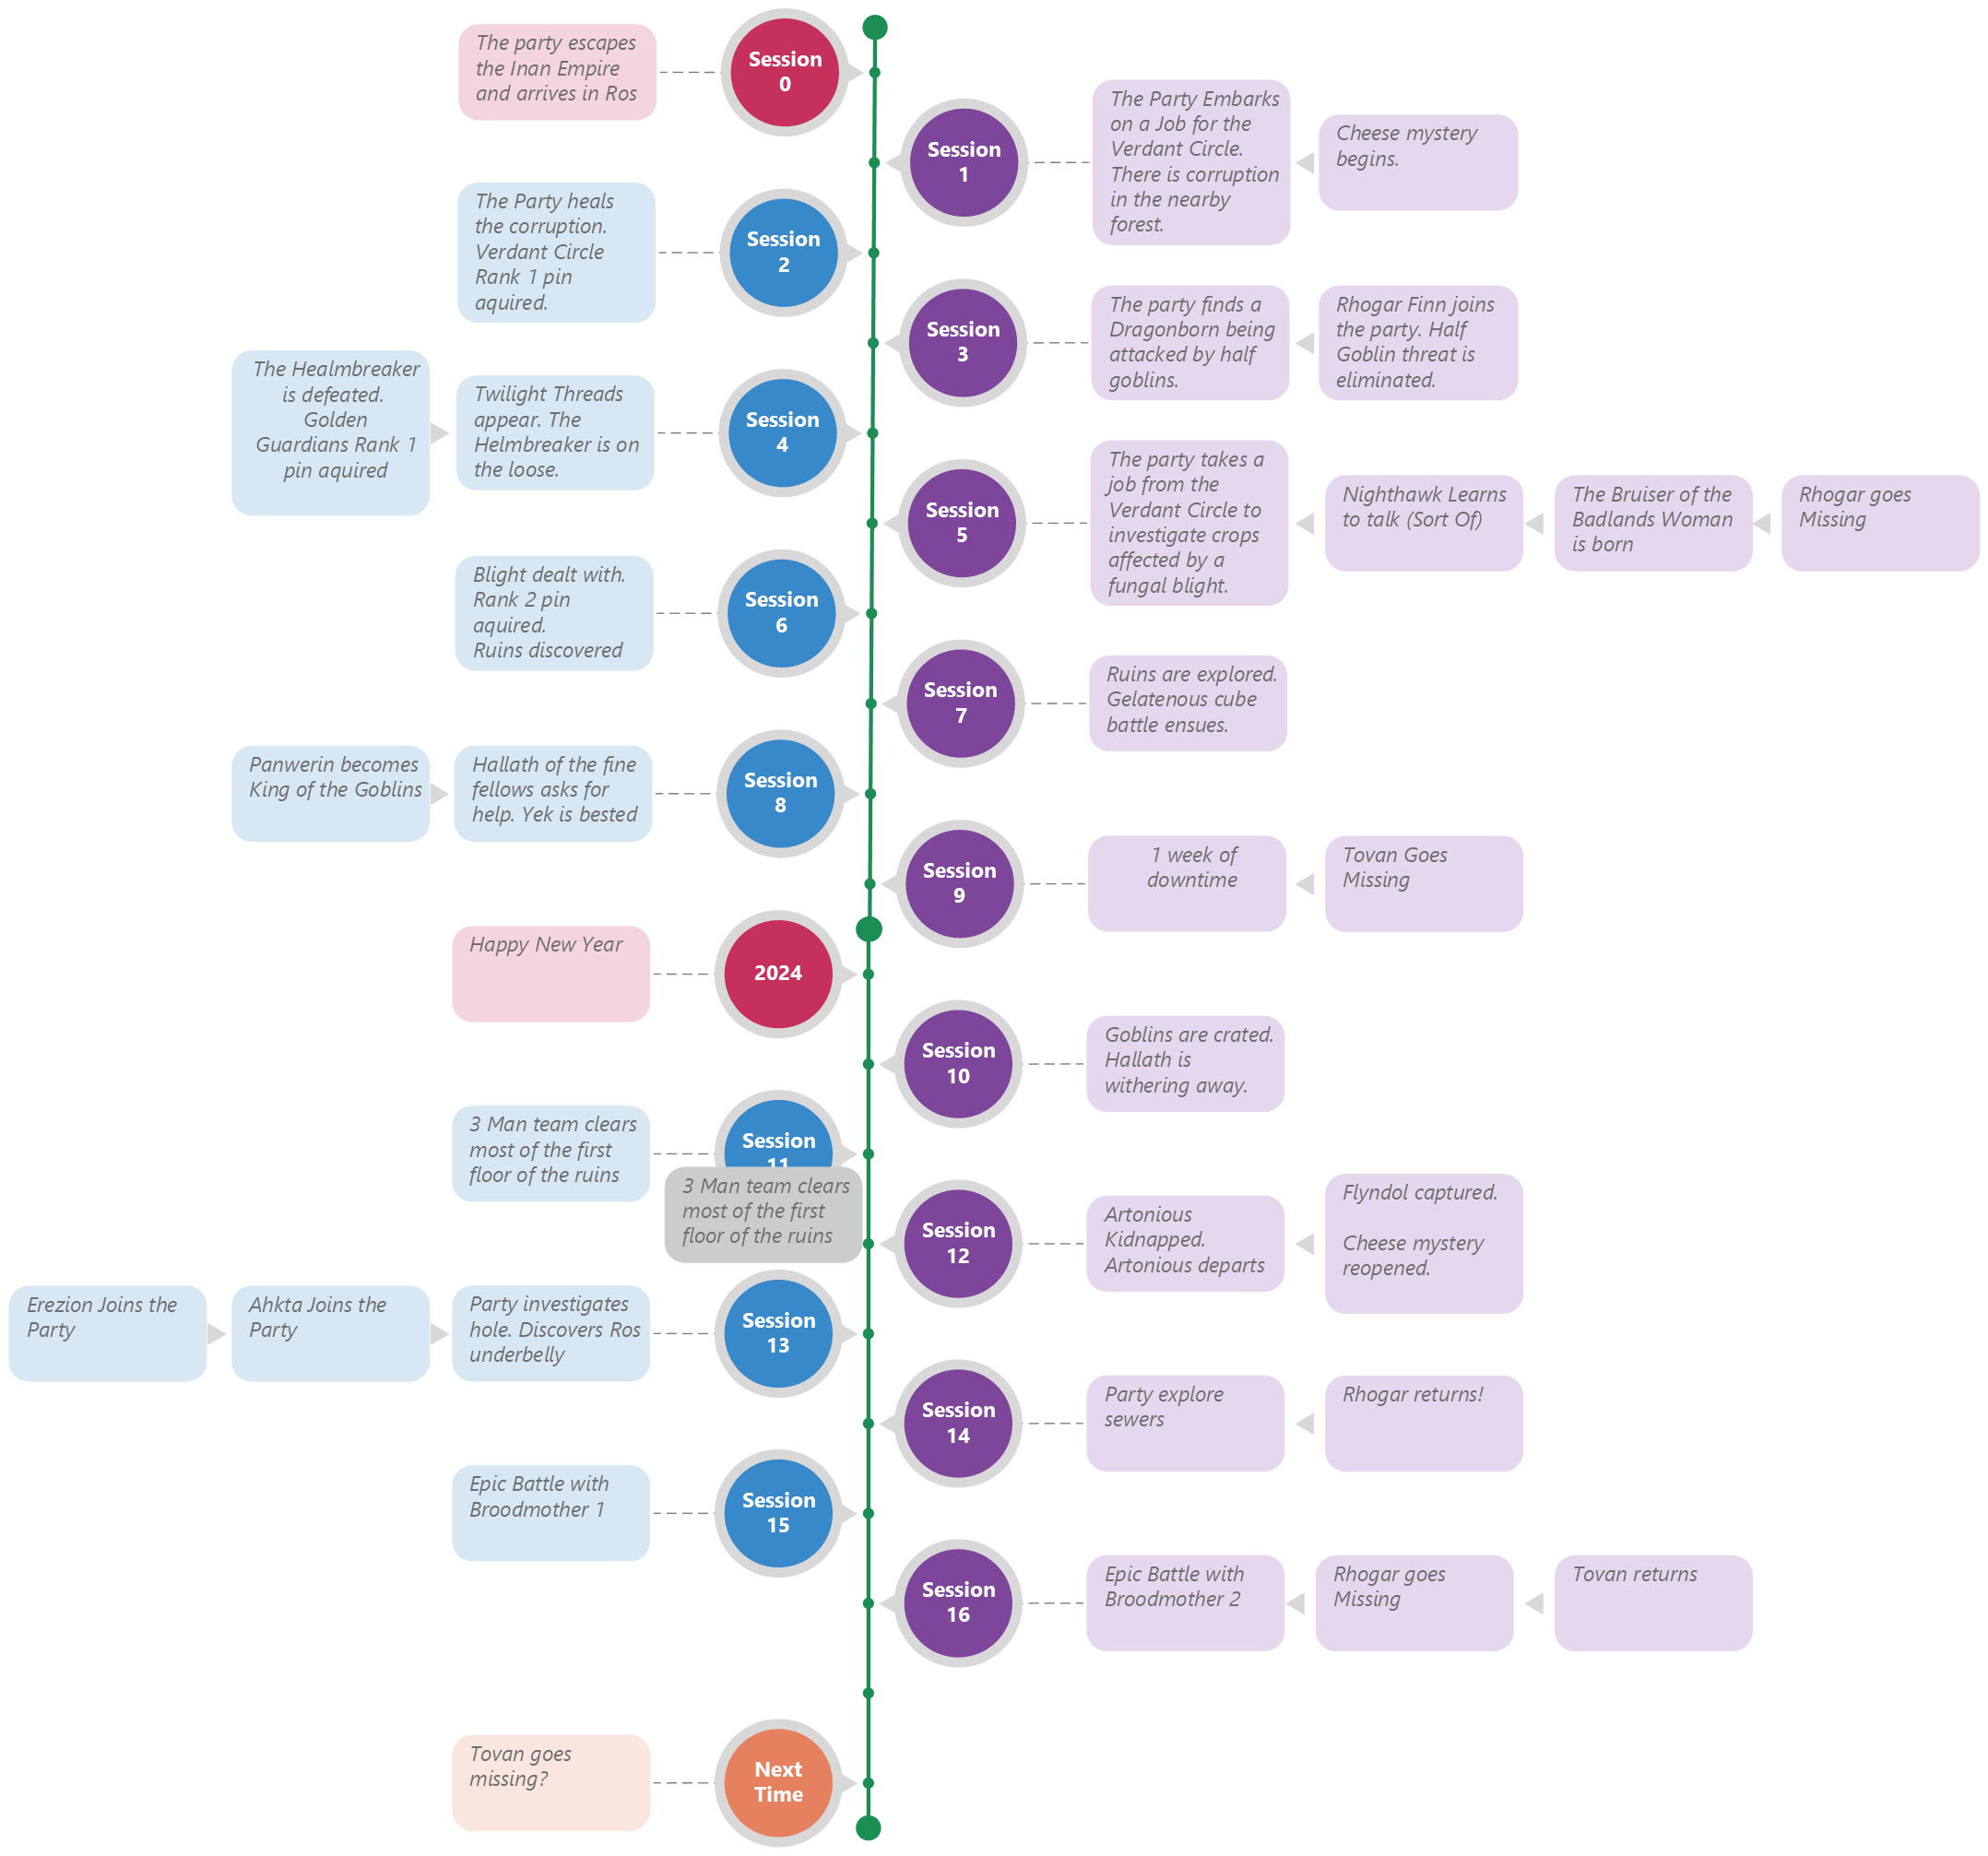 The party escapes
the Inan Empire
and arrives in Ros
Session
0
Session
1
The Party Embarks
on a Job for the
Verdant Circle.
There is corruption
in the nearby
forest.
Cheese mystery
begins.
The Party heals
the corruption.
Verdant Circle
Rank 1 pin
aquired.
Session
2
Session
3
The party finds a
Dragonborn being
attacked by half
goblins.
Rhogar Finn joins
the party. Half
Goblin threat is
eliminated.
The Healmbreaker
is defeated.
Golden
Guardians Rank 1
pin aquired
Twilight Threads
appear. The
Helmbreaker is on
the loose.
Session
4
Session
5
The party takes a
job from the
Verdant Circle to
investigate crops
affected by a
fungal blight.
Nighthawk Learns
to talk (Sort Of)
The Bruiser of the
Badlands Woman
is born
Rhogar goes
Missing
Blight dealt with.
Rank 2 pin
aquired.
Ruins discovered
Session
6
Session
7
Ruins are explored.
Gelatenous cube
battle ensues.
Panwerin becomes
King of the Goblins
Hallath of the fine
fellows asks for
help. Yek is bested
Session
8
Session
9
1 week of
downtime
Tovan Goes
Missing
Happy New Year
2024
Session
10
Goblins are crated.
Hallath is
withering away.
3 Man team clears
most of the first
floor of the ruins
Session
11
3 Man team clears
most of the first
floor of the ruins
Session
12
Artonious
Kidnapped.
Artonious departs
Flyndol captured.
Cheese mystery
reopened.
Erezion Joins the
Party
Ahkta Joins the
Party
Party investigates
hole. Discovers Ros
underbelly
Session
13
Session
14
Party explore
sewers
Rhogar returns!
Epic Battle with
Broodmother 1
Session
15
Session
16
Epic Battle with
Broodmother 2
Rhogar goes
Missing
Tovan returns
Tovan goes
missing?
Next
Time